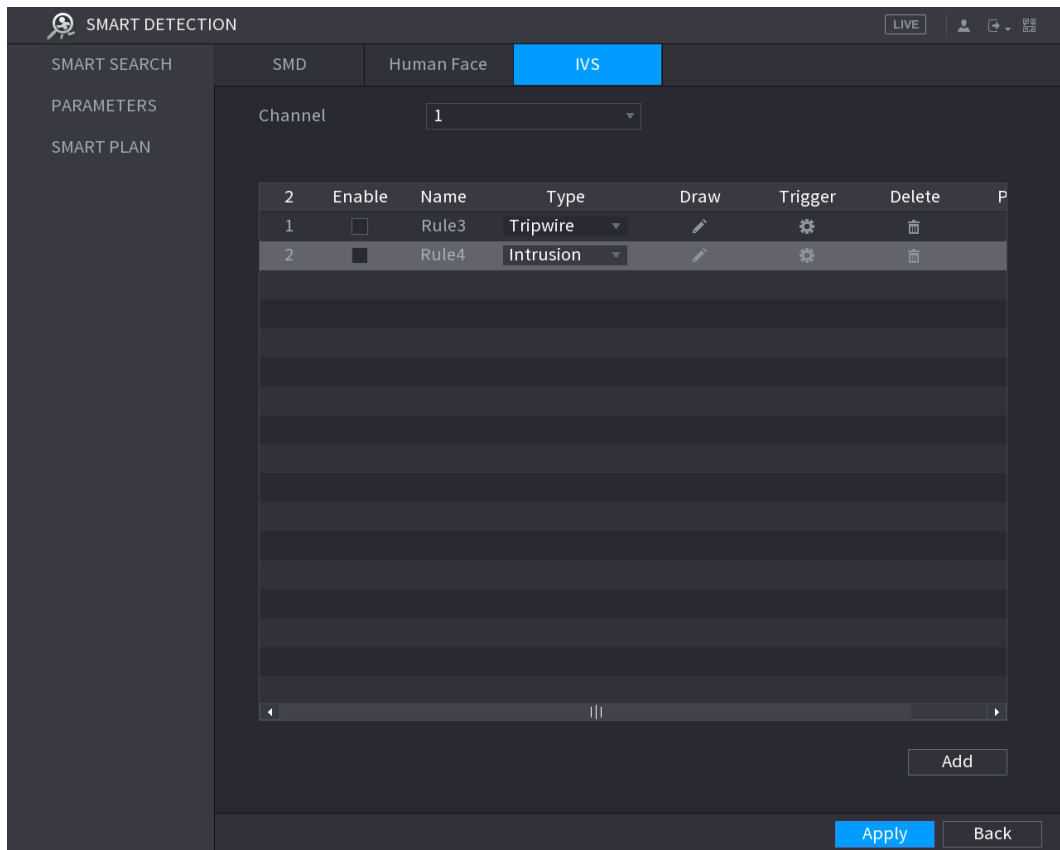 SMART DETECTION LIVE
SMART SEARCH SMD Human Face IVS
PARAMETERS
Channel 1
SMART PLAN
2 Enable Name Type Draw Trigger Delete P
1 Rule3 Tripwire
2 Rule4 Intrusion
Add
Apply Back